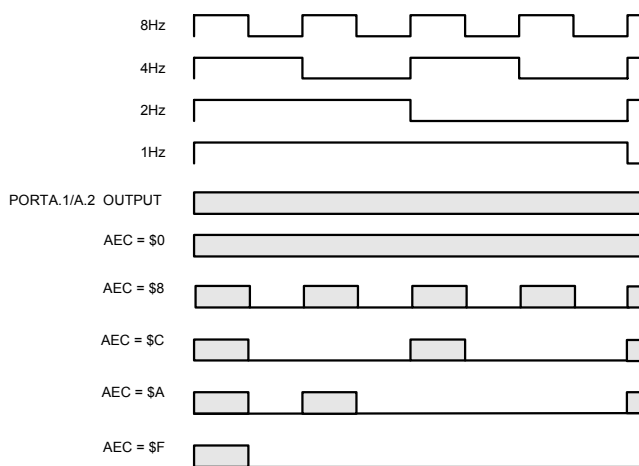 8Hz
4Hz
2Hz
1Hz
PORTA.1/A.2 OUTPUT
AEC = $0
AEC = $8
AEC = $C
AEC = $A
AEC = $F